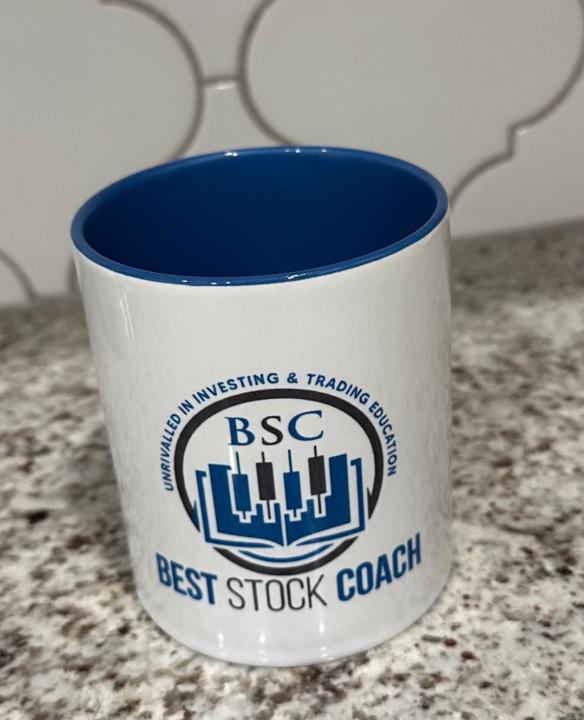 UNRIVALLED IN INVESTING & TRADING EDUCATION
BSC
BEST STOCK COACH